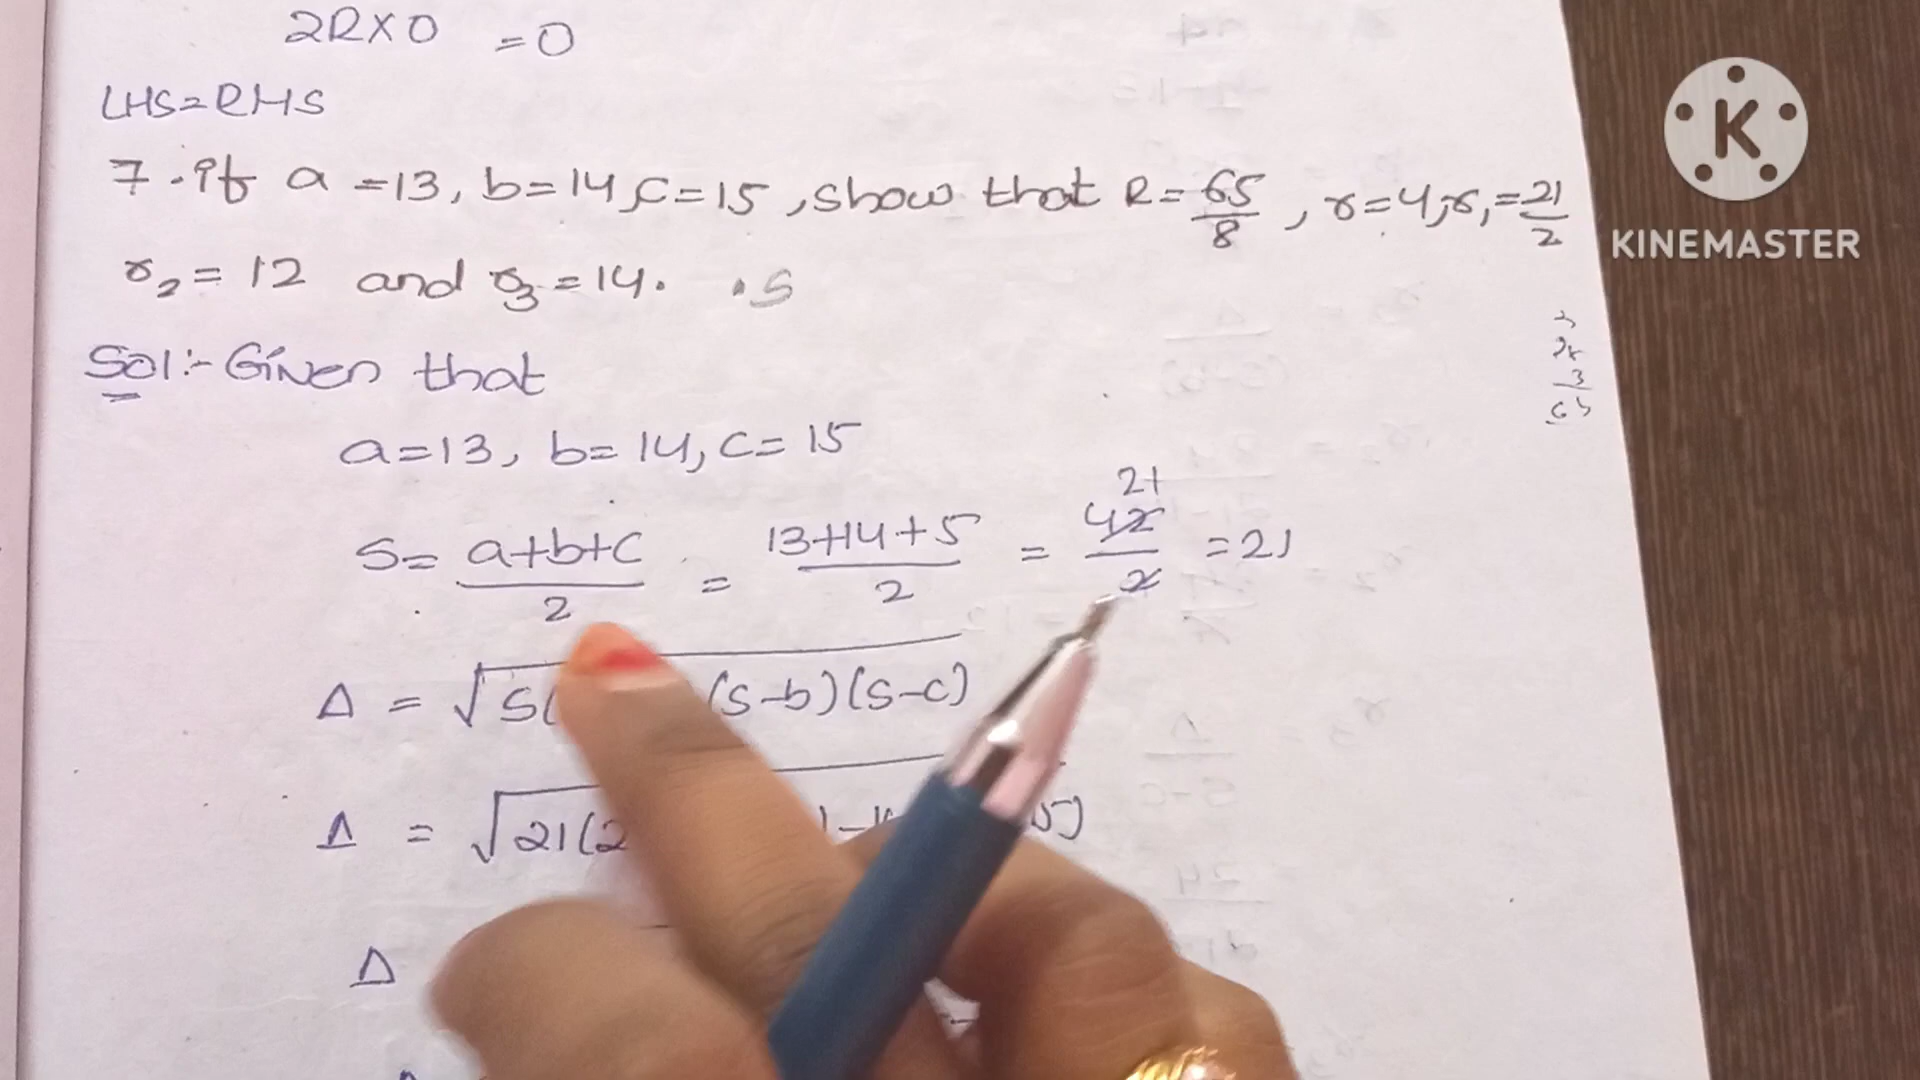 2R×0 =0
LHS=RHS
7. If a=13, b=14, c=15, show that R=65/8, r=4, r₁=21/2
r₂=12 and r₃=14. .S
Sol:- Given that
a=13, b=14, c=15
S= a+b+c/2 = 13+14+5/2 = 42/2 21 =21
Δ = √S( (s-b)(s-c)
Δ = √21(2
Δ
K
KINEMASTER